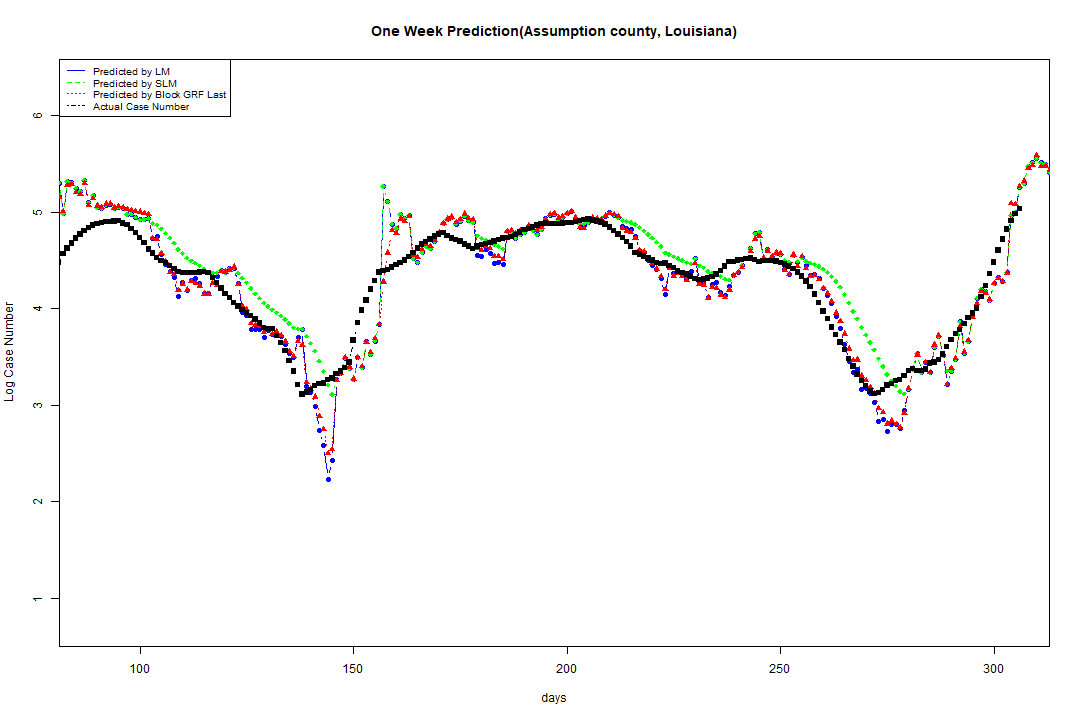 One Week Prediction(Assumption county, Louisiana)
Predicted by LM
Predicted by SLM
Predicted by Block GRF Last
Actual Case Number
6
5
4
3
2
1
Log Case Number
100 150 200 250 300
days